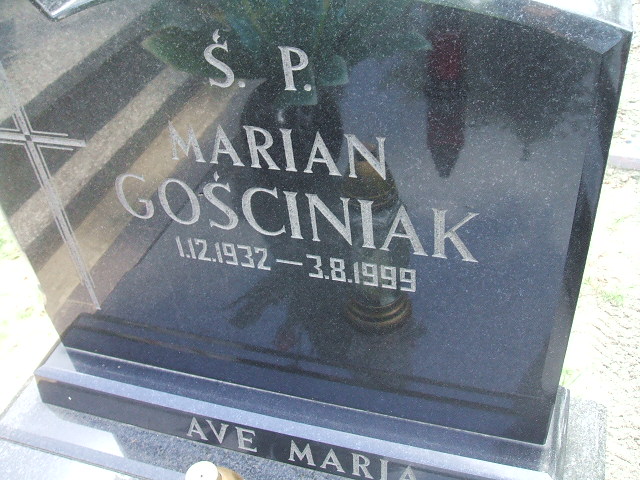 Ś. P.
MARIAN
GOŚCINIAK
1.12.1932 — 3.8.1999
AVE MARIA